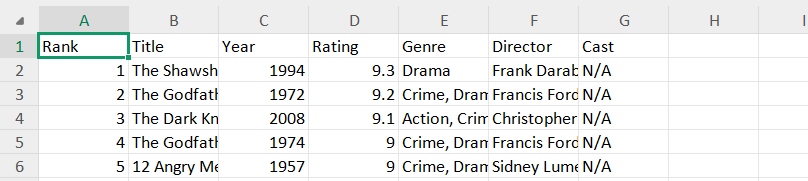 A B C D E F G H I
1 Rank Title Year Rating Genre Director Cast
2 1 The Shawsh 1994 9.3 Drama Frank Darab N/A
3 2 The Godfath 1972 9.2 Crime, Dram Francis Ford N/A
4 3 The Dark Kn 2008 9.1 Action, Crim Christopher N/A
5 4 The Godfath 1974 9 Crime, Dram Francis Ford N/A
6 5 12 Angry Me 1957 9 Crime, Dram Sidney Lume N/A